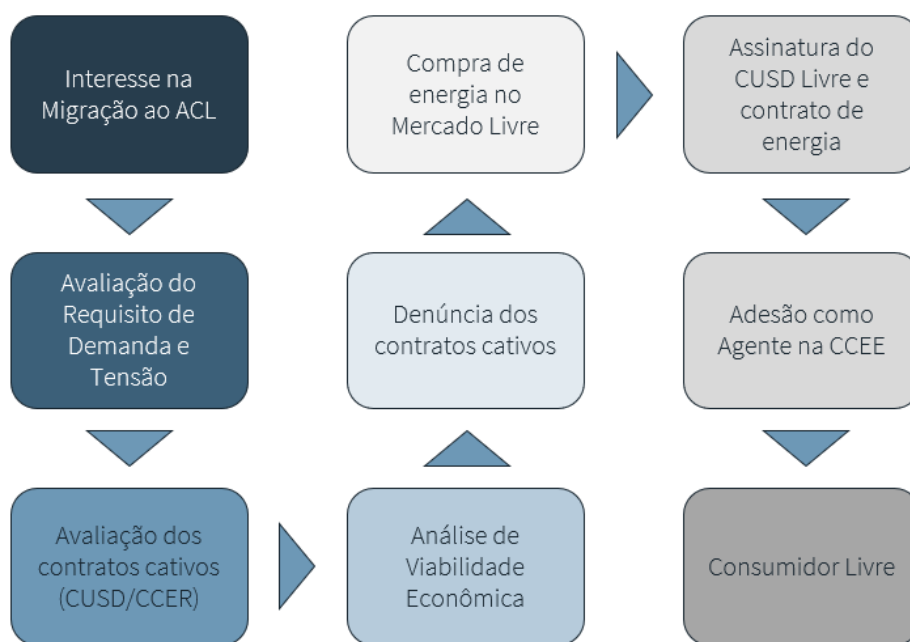 Interesse na
Migração ao ACL
Avaliação do
Requisito de
Demanda e
Tensão
Avaliação dos
contratos cativos
(CUSD/CCER)
Análise de
Viabilidade
Econômica
Denúncia dos
contratos cativos
Compra de
energia no
Mercado Livre
Assinatura do
CUSD Livre e
contrato de
energia
Adesão como
Agente na CCEE
Consumidor Livre